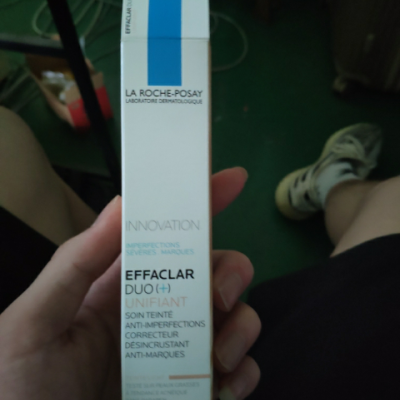 EFFACLAR
LA ROCHE-POSAY
LABORATOIRE DERMATOLOGIQUE
INNOVATION
IMPERFECTIONS
SÉVÈRES · MARQUES
EFFACLAR
DUO(+)
UNIFIANT
SOIN TEINTÉ
ANTI-IMPERFECTIONS
CORRECTEUR
DÉSINCRUSTANT
ANTI-MARQUES